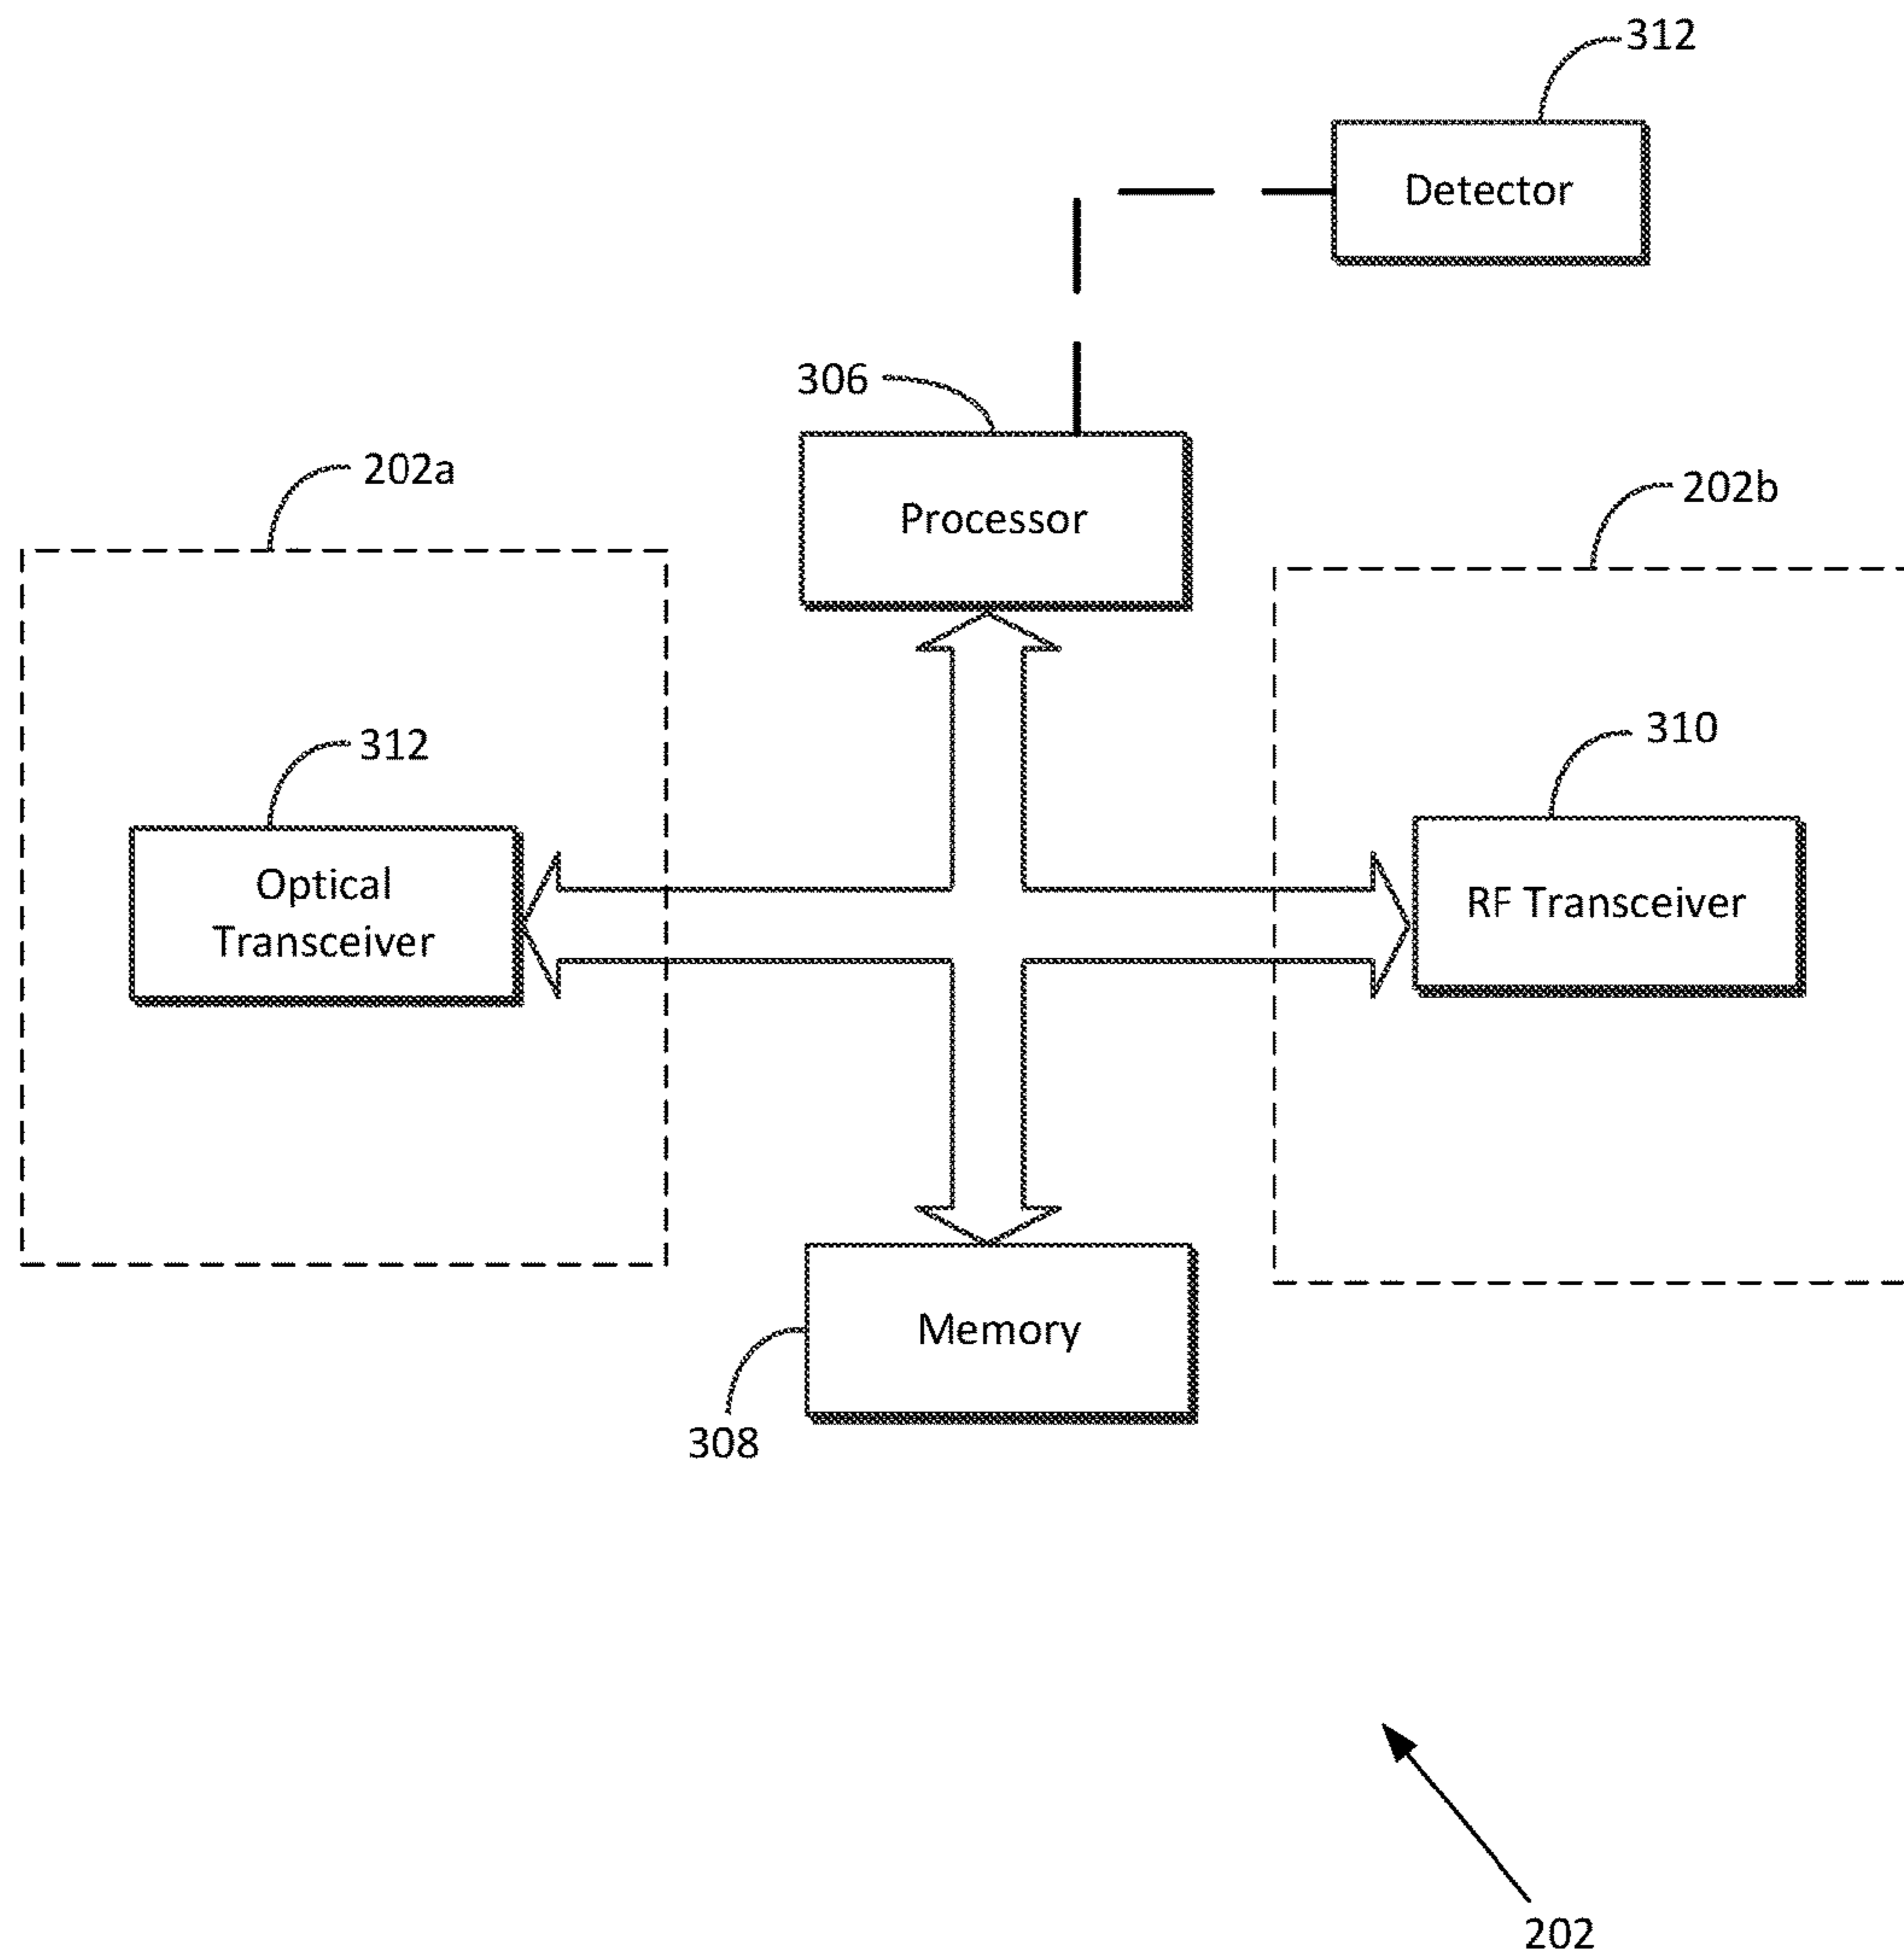 312
Detector
306
Processor
202a
202b
312
Optical
Transceiver
310
RF Transceiver
Memory
308
202